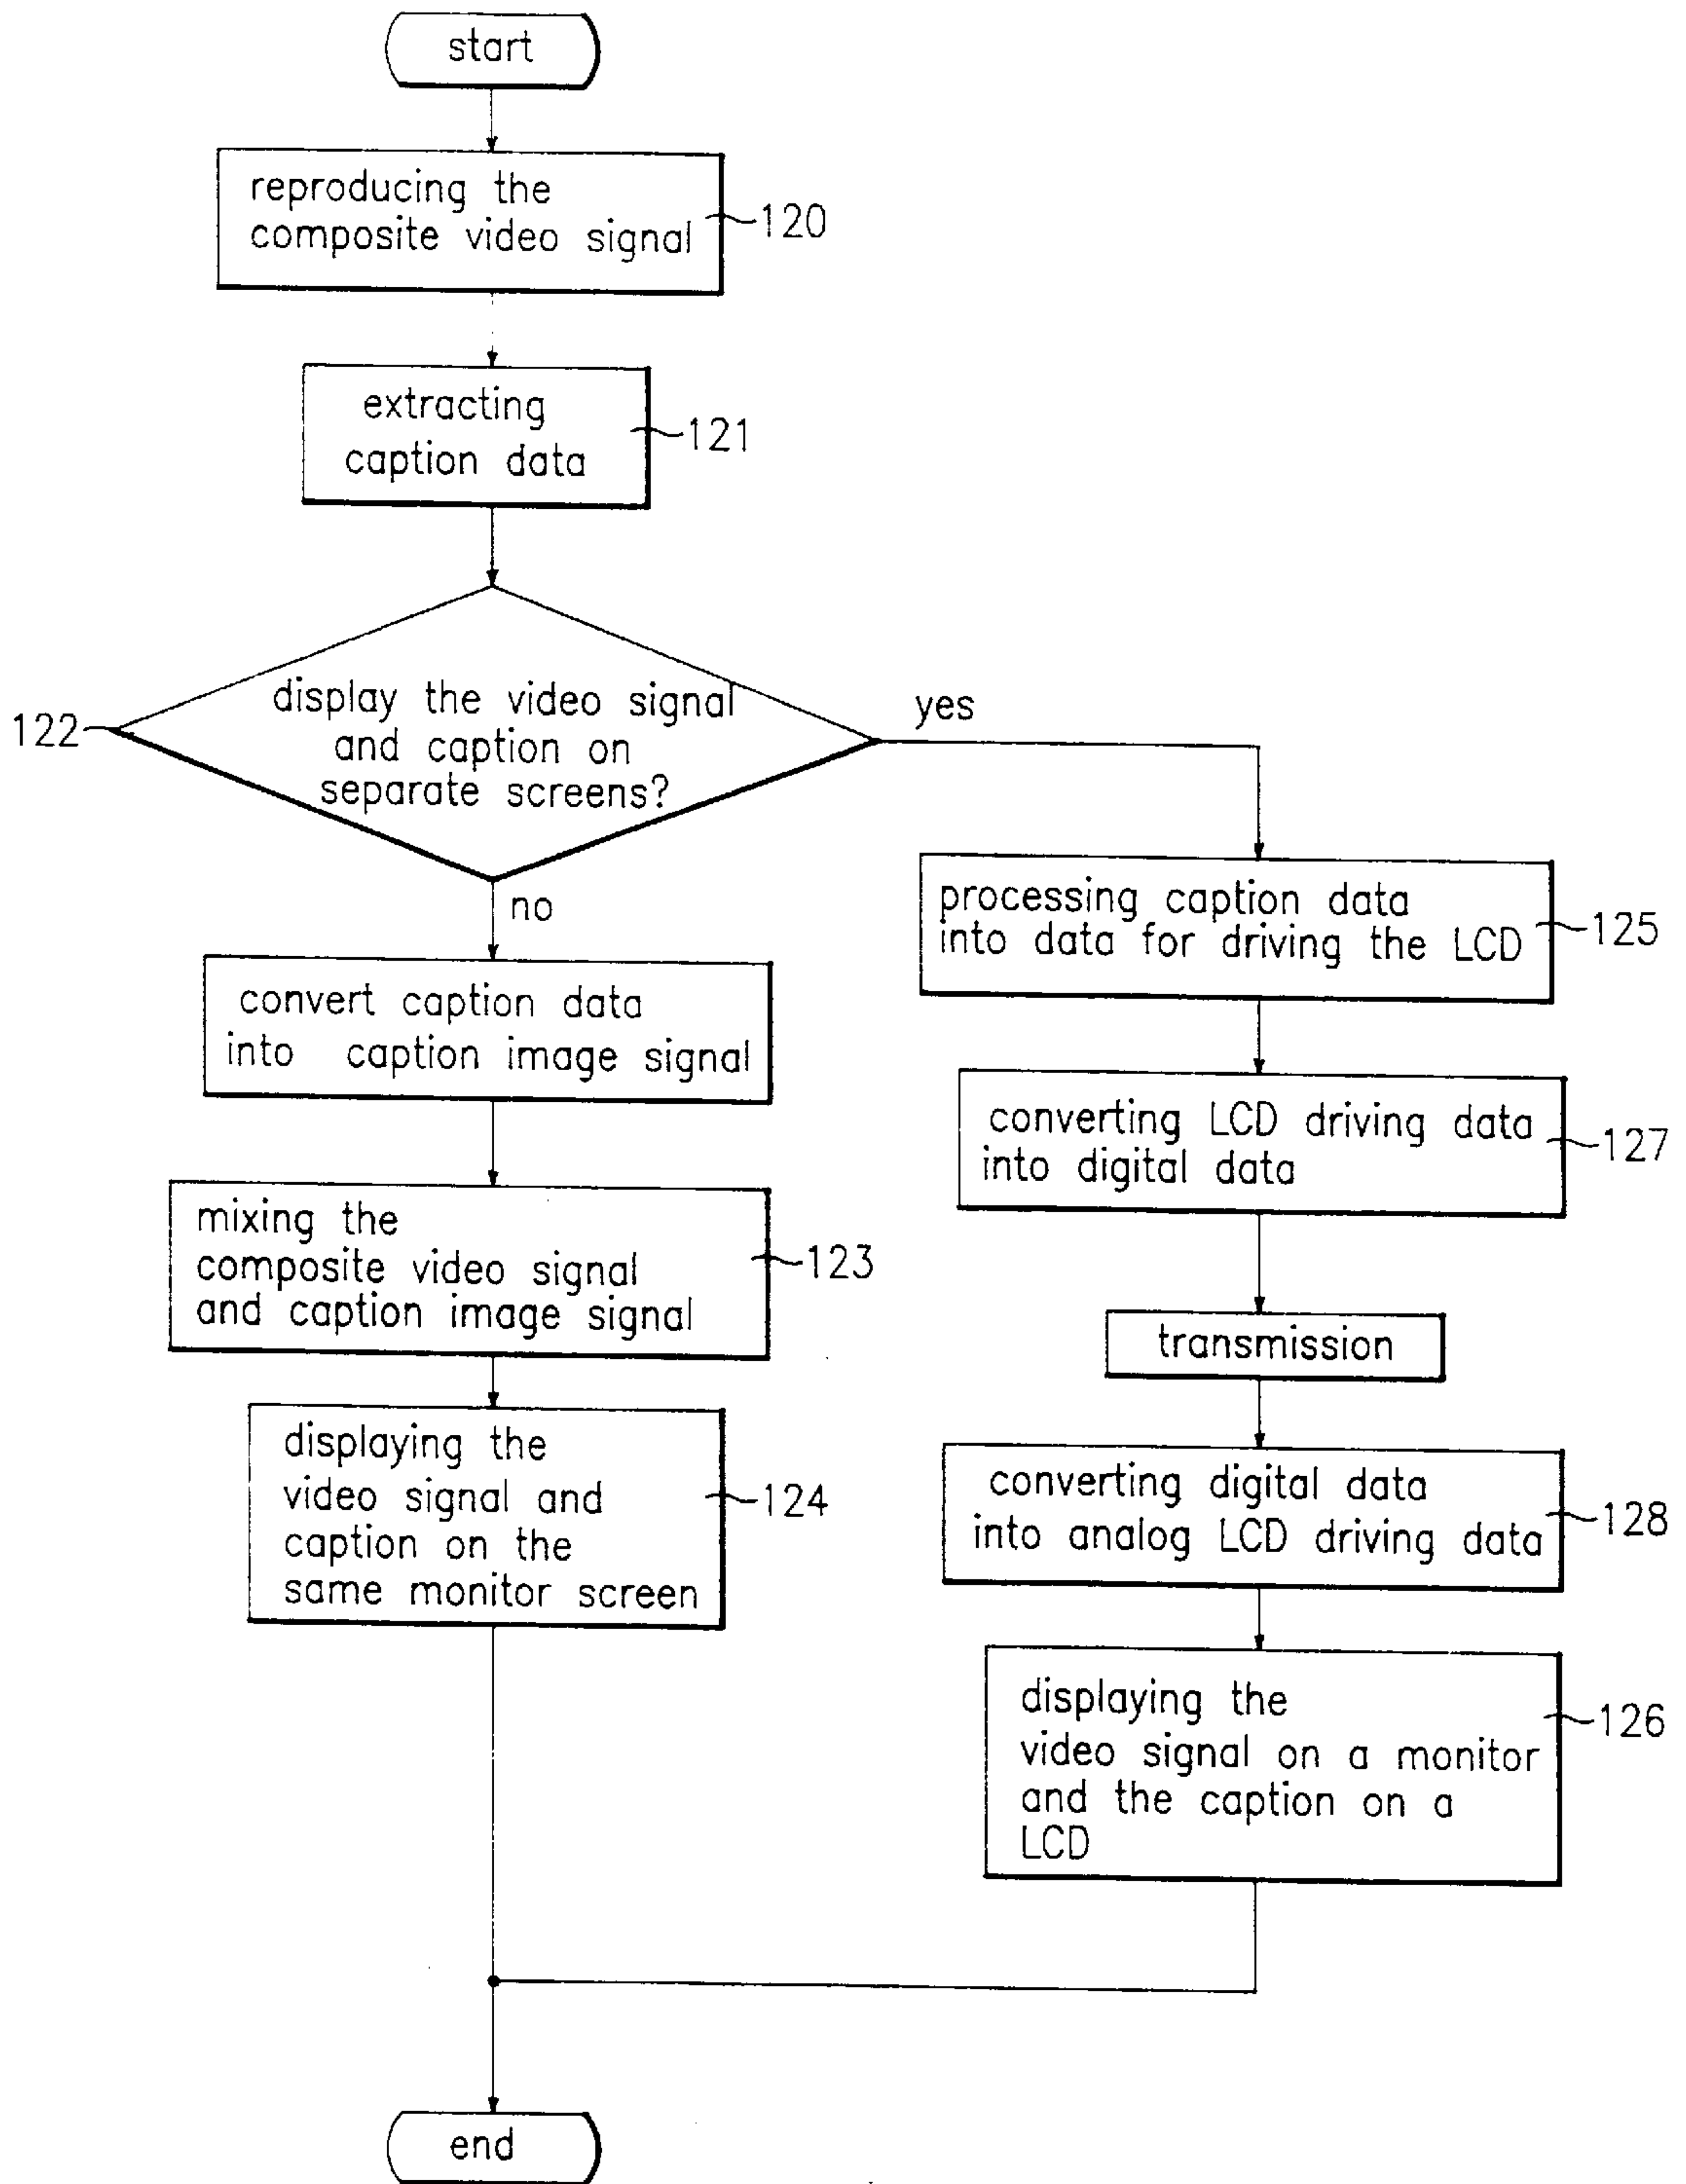 start
reproducing the
composite video signal
120
extracting
caption data
121
display the video signal
and caption on
separate screens?
122
yes
no
convert caption data
into caption image signal
mixing the
composite video signal
and caption image signal
123
displaying the
video signal and
caption on the
same monitor screen
124
processing caption data
into data for driving the LCD
125
converting LCD driving data
into digital data
127
transmission
converting digital data
into analog LCD driving data
128
displaying the
video signal on a monitor
and the caption on a
LCD
126
end